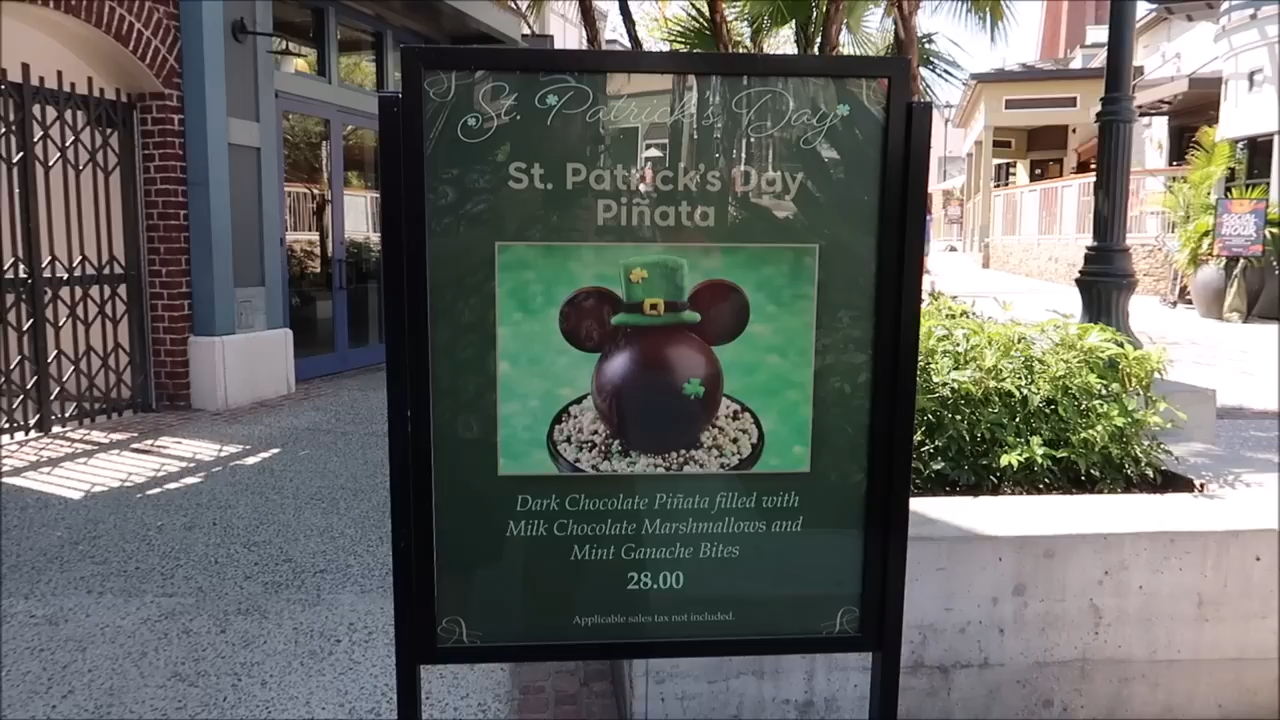 St. Patrick's Day
St. Patrick's Day
Piñata
Dark Chocolate Piñata filled with
Milk Chocolate Marshmallows and
Mint Ganache Bites
28.00
Applicable sales tax not included.
SOCIAL
HOUR